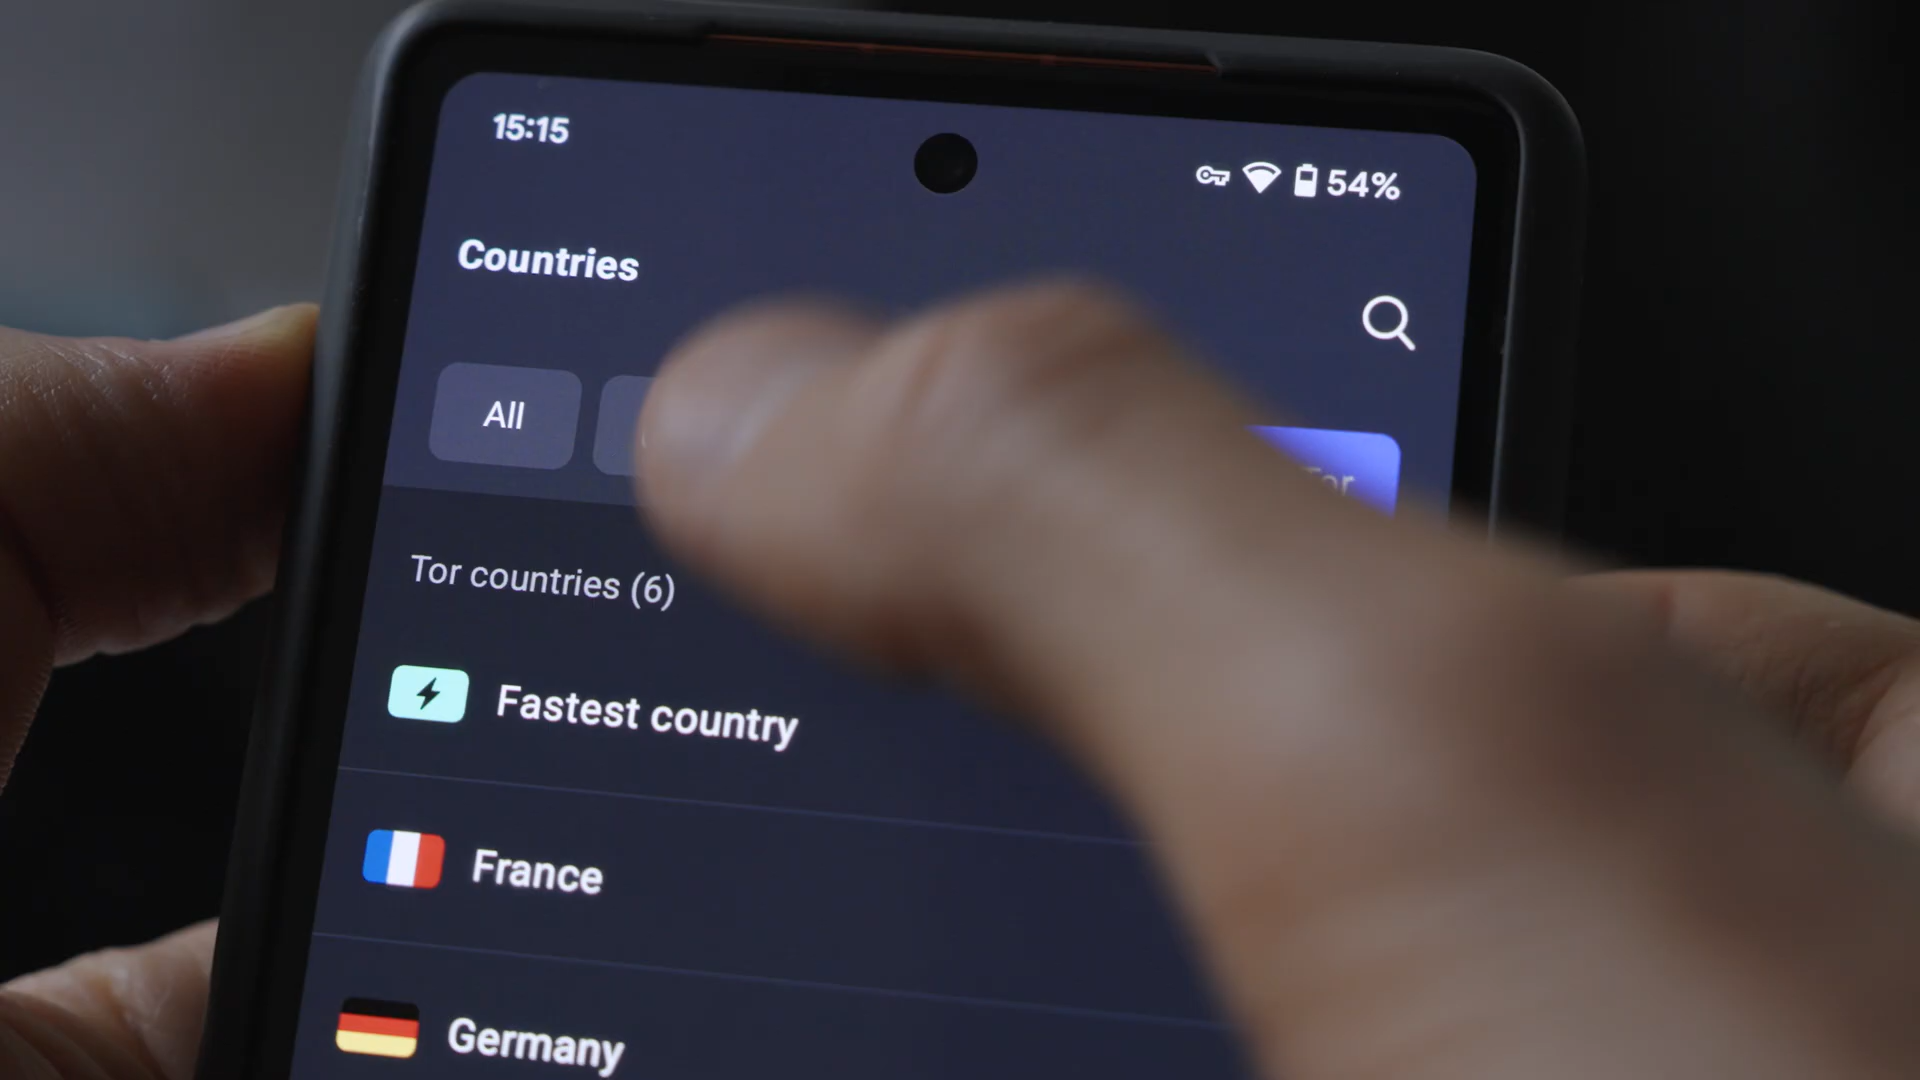 15:15
54%
Countries
All
Tor countries (6)
Fastest country
France
Germany